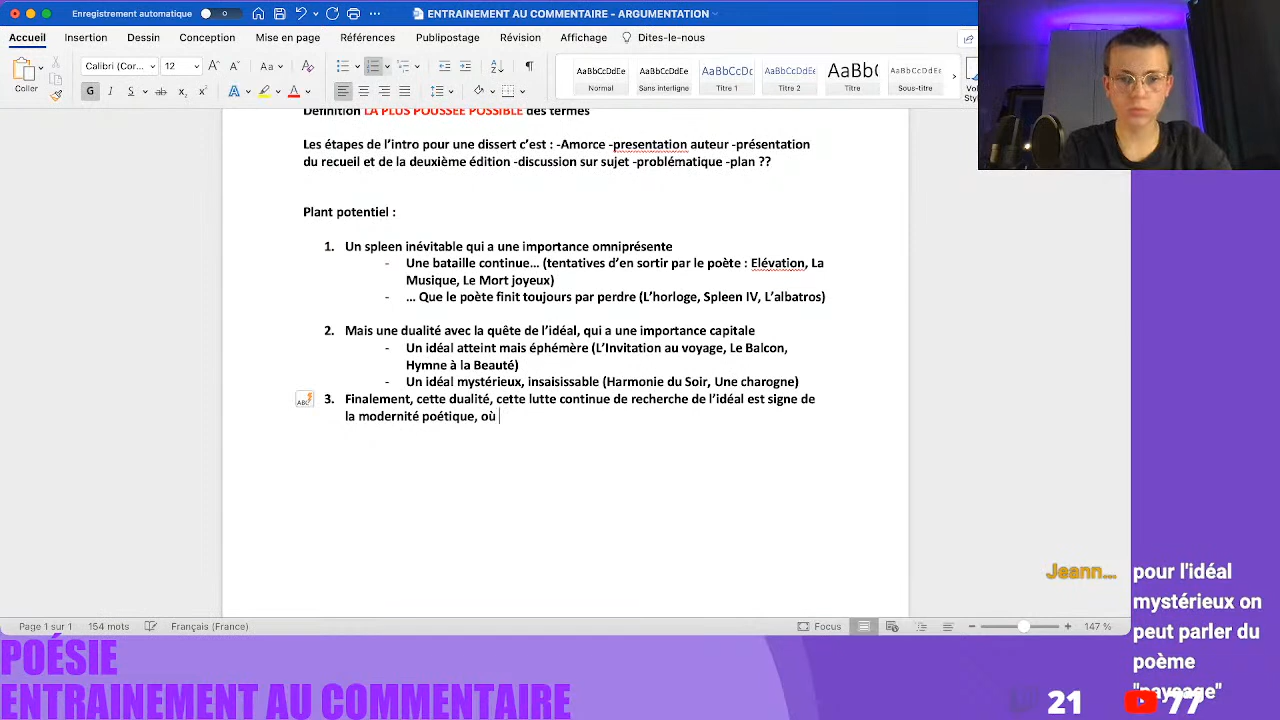 Enregistrement automatique
ENTRAINEMENT AU COMMENTAIRE - ARGUMENTATION
Accueil Insertion Dessin Conception Mise en page Références Publipostage Révision Affichage Dites-le-nous
Coller
Calibri (Cor... 12
G I S ab x₂ x²
AaBbCcDdEe AaBbCcDdEe AaBbCcDc AaBbCcDdEe AaBb( AaBbCcDdEe
Normal Sans interligne Titre 1 Titre 2 Titre Sous-titre
Définition LA PLUS POUSSEE POSSIBLE des termes
Les étapes de l'intro pour une dissert c'est : -Amorce -presentation auteur -présentation
du recueil et de la deuxième édition -discussion sur sujet -problématique -plan ??
Plant potentiel :
1. Un spleen inévitable qui a une importance omniprésente
- Une bataille continue… (tentatives d'en sortir par le poète : Elévation, La
Musique, Le Mort joyeux)
- … Que le poète finit toujours par perdre (L'horloge, Spleen IV, L'albatros)
2. Mais une dualité avec la quête de l'idéal, qui a une importance capitale
- Un idéal atteint mais éphémère (L'Invitation au voyage, Le Balcon,
Hymne à la Beauté)
- Un idéal mystérieux, insaisissable (Harmonie du Soir, Une charogne)
ABC
3. Finalement, cette dualité, cette lutte continue de recherche de l'idéal est signe de
la modernité poétique, où
Jeann...
pour l'idéal
mystérieux on
peut parler du
poème
"paysage"
Page 1 sur 1 154 mots Français (France) Focus 147 %
POÉSIE
ENTRAINEMENT AU COMMENTAIRE
21 77